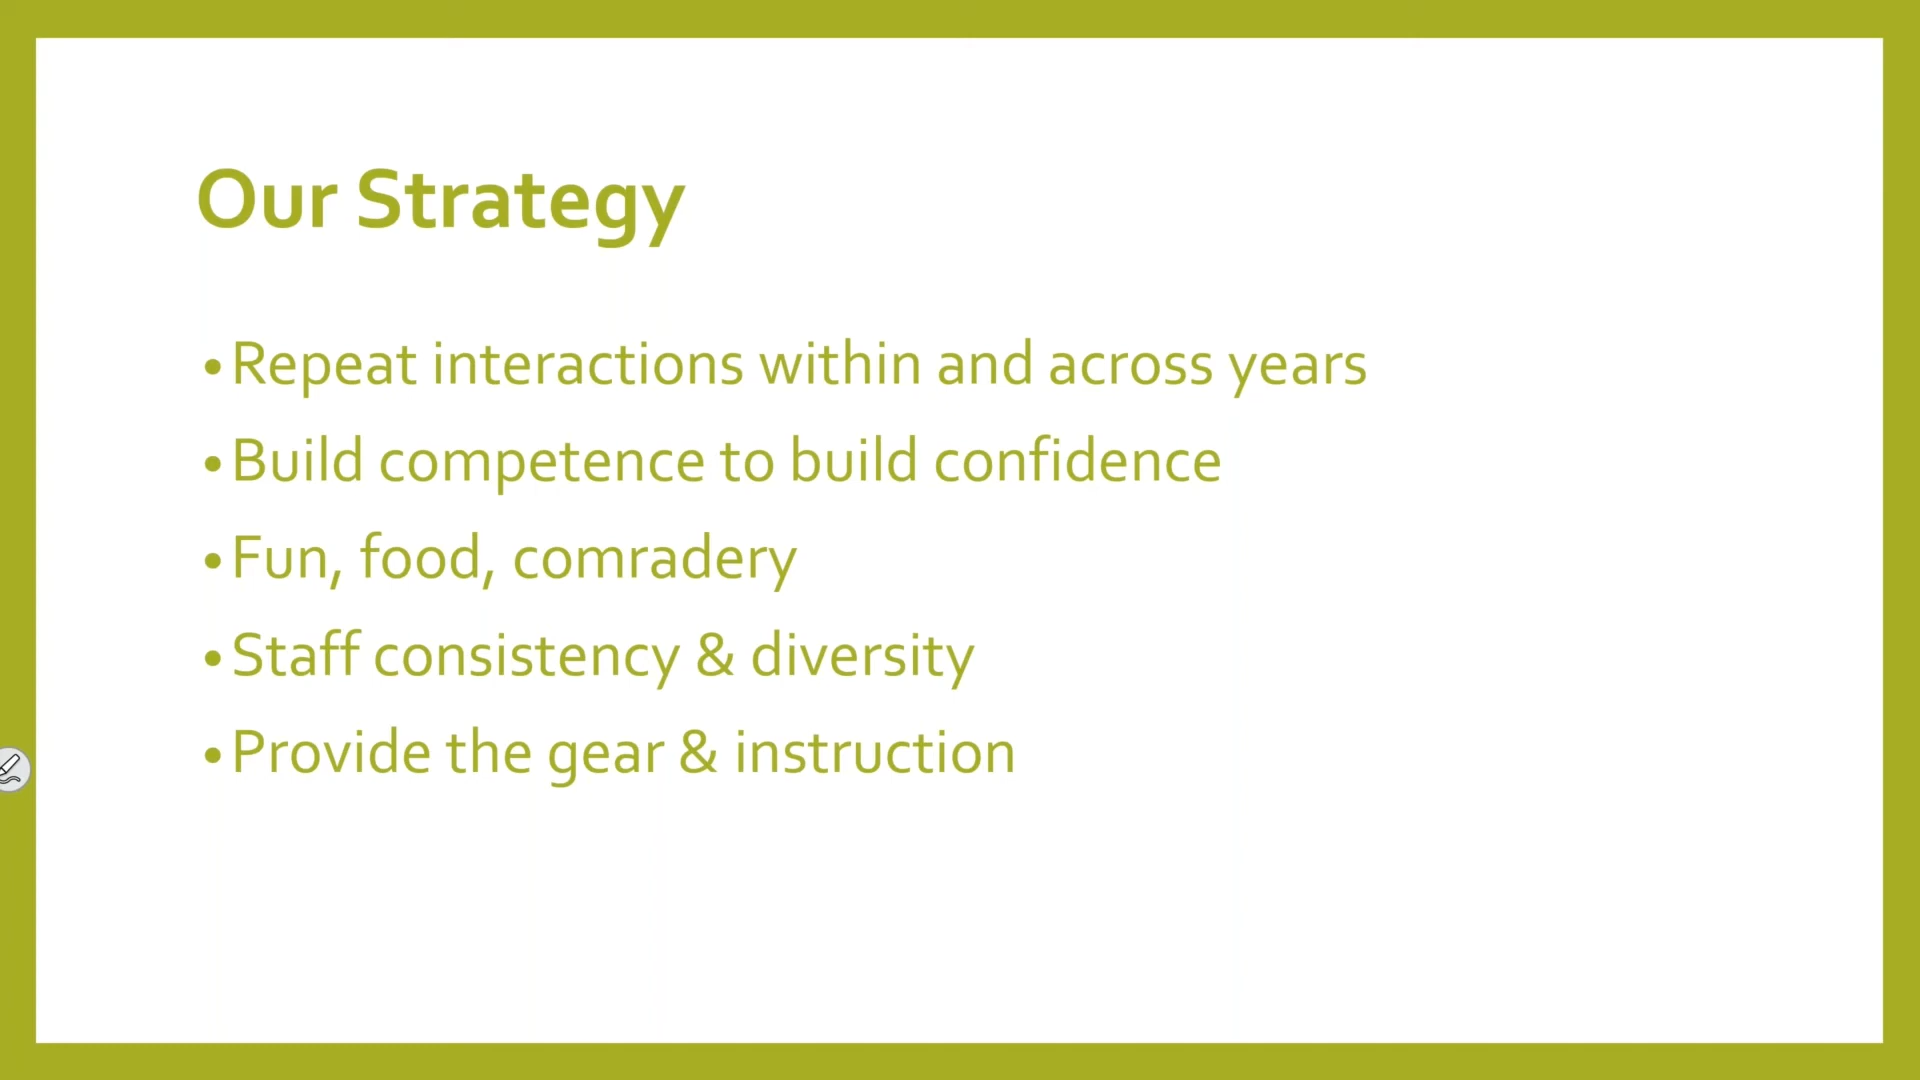 Our Strategy
•Repeat interactions within and across years
•Build competence to build confidence
•Fun, food, comradery
•Staff consistency & diversity
•Provide the gear & instruction